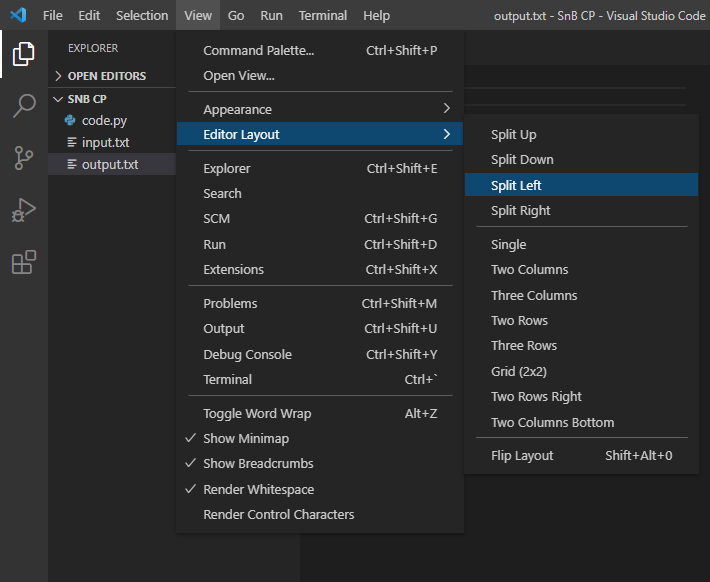 File Edit Selection View Go Run Terminal Help output.txt - SnB CP - Visual Studio Code
EXPLORER
OPEN EDITORS
SNB CP
code.py
input.txt
output.txt
Command Palette... Ctrl+Shift+P
Open View...
Appearance
Editor Layout
Explorer Ctrl+Shift+E
Search
SCM Ctrl+Shift+G
Run Ctrl+Shift+D
Extensions Ctrl+Shift+X
Problems Ctrl+Shift+M
Output Ctrl+Shift+U
Debug Console Ctrl+Shift+Y
Terminal Ctrl+`
Toggle Word Wrap Alt+Z
Show Minimap
Show Breadcrumbs
Render Whitespace
Render Control Characters
Split Up
Split Down
Split Left
Split Right
Single
Two Columns
Three Columns
Two Rows
Three Rows
Grid (2x2)
Two Rows Right
Two Columns Bottom
Flip Layout Shift+Alt+0